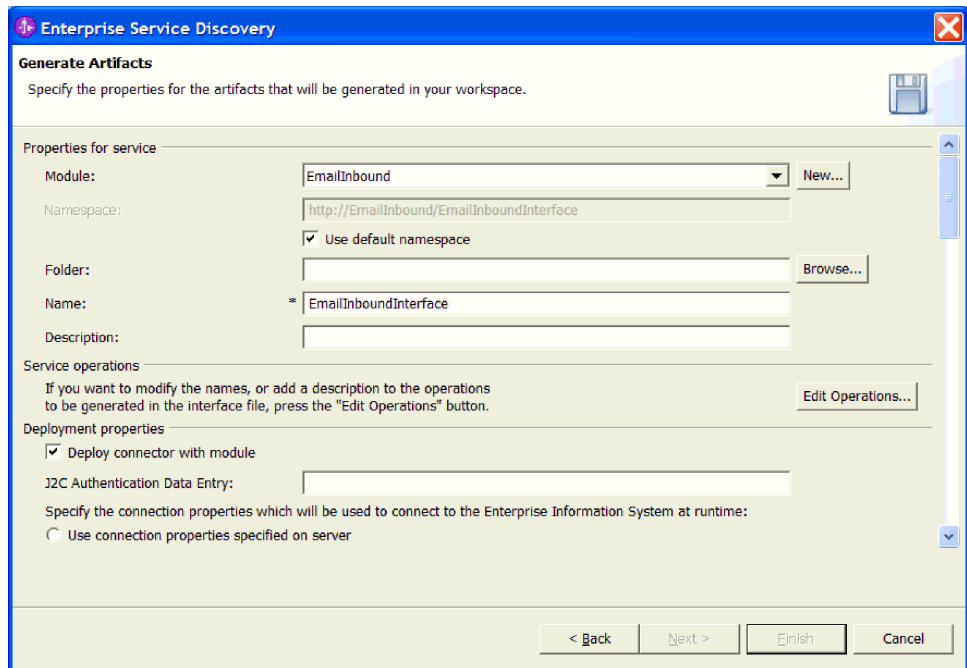 Enterprise Service Discovery
Generate Artifacts
Specify the properties for the artifacts that will be generated in your workspace.
Properties for service
Module: EmailInbound New...
Namespace: http://EmailInbound/EmailInboundInterface
Use default namespace
Folder: Browse...
Name: * EmailInboundInterface
Description:
Service operations
If you want to modify the names, or add a description to the operations
to be generated in the interface file, press the "Edit Operations" button.
Edit Operations...
Deployment properties
Deploy connector with module
J2C Authentication Data Entry:
Specify the connection properties which will be used to connect to the Enterprise Information System at runtime:
Use connection properties specified on server
< Back Next > Finish Cancel